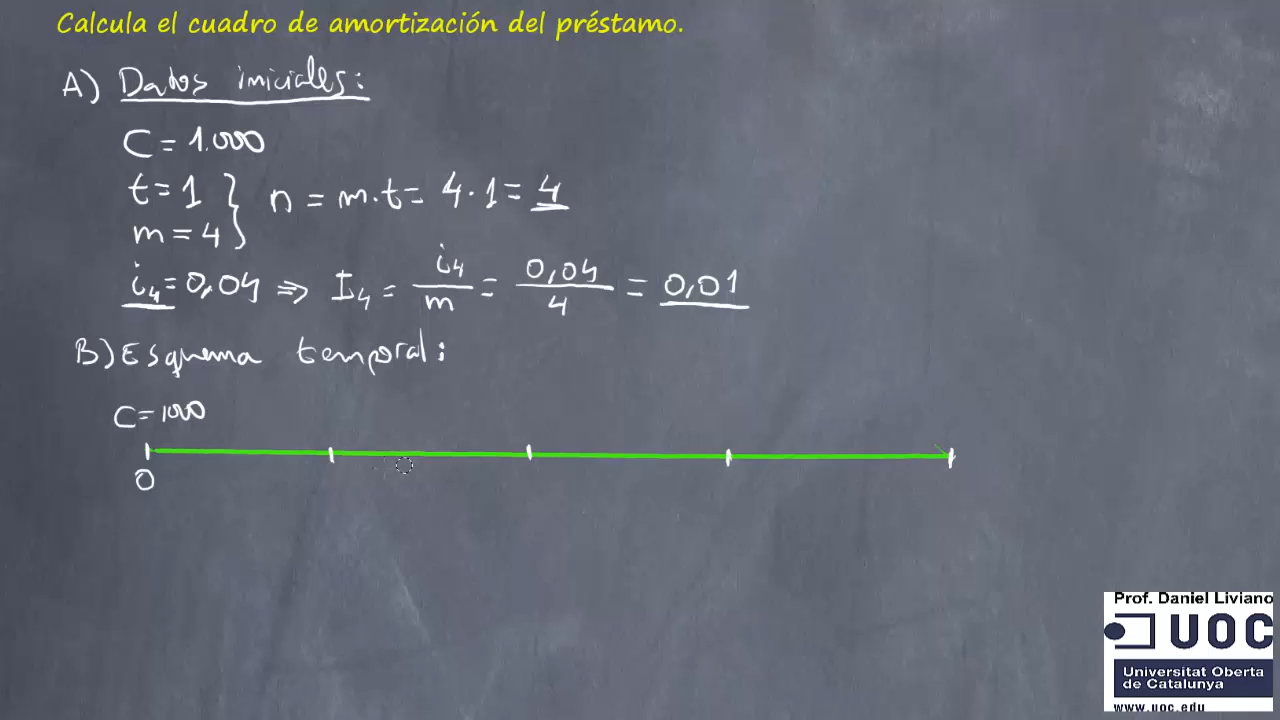 Calcula el cuadro de amortización del préstamo.
A) Datos iniciales:
C = 1.000
t = 1 } n = m·t = 4·1 = 4
m = 4
i₄ = 0,04 ⇒ I₄ = i₄/m = 0,04/4 = 0,01
B) Esquema temporal:
C = 1000
0
Prof. Daniel Liviano
UOC
Universitat Oberta
de Catalunya
www.uoc.edu